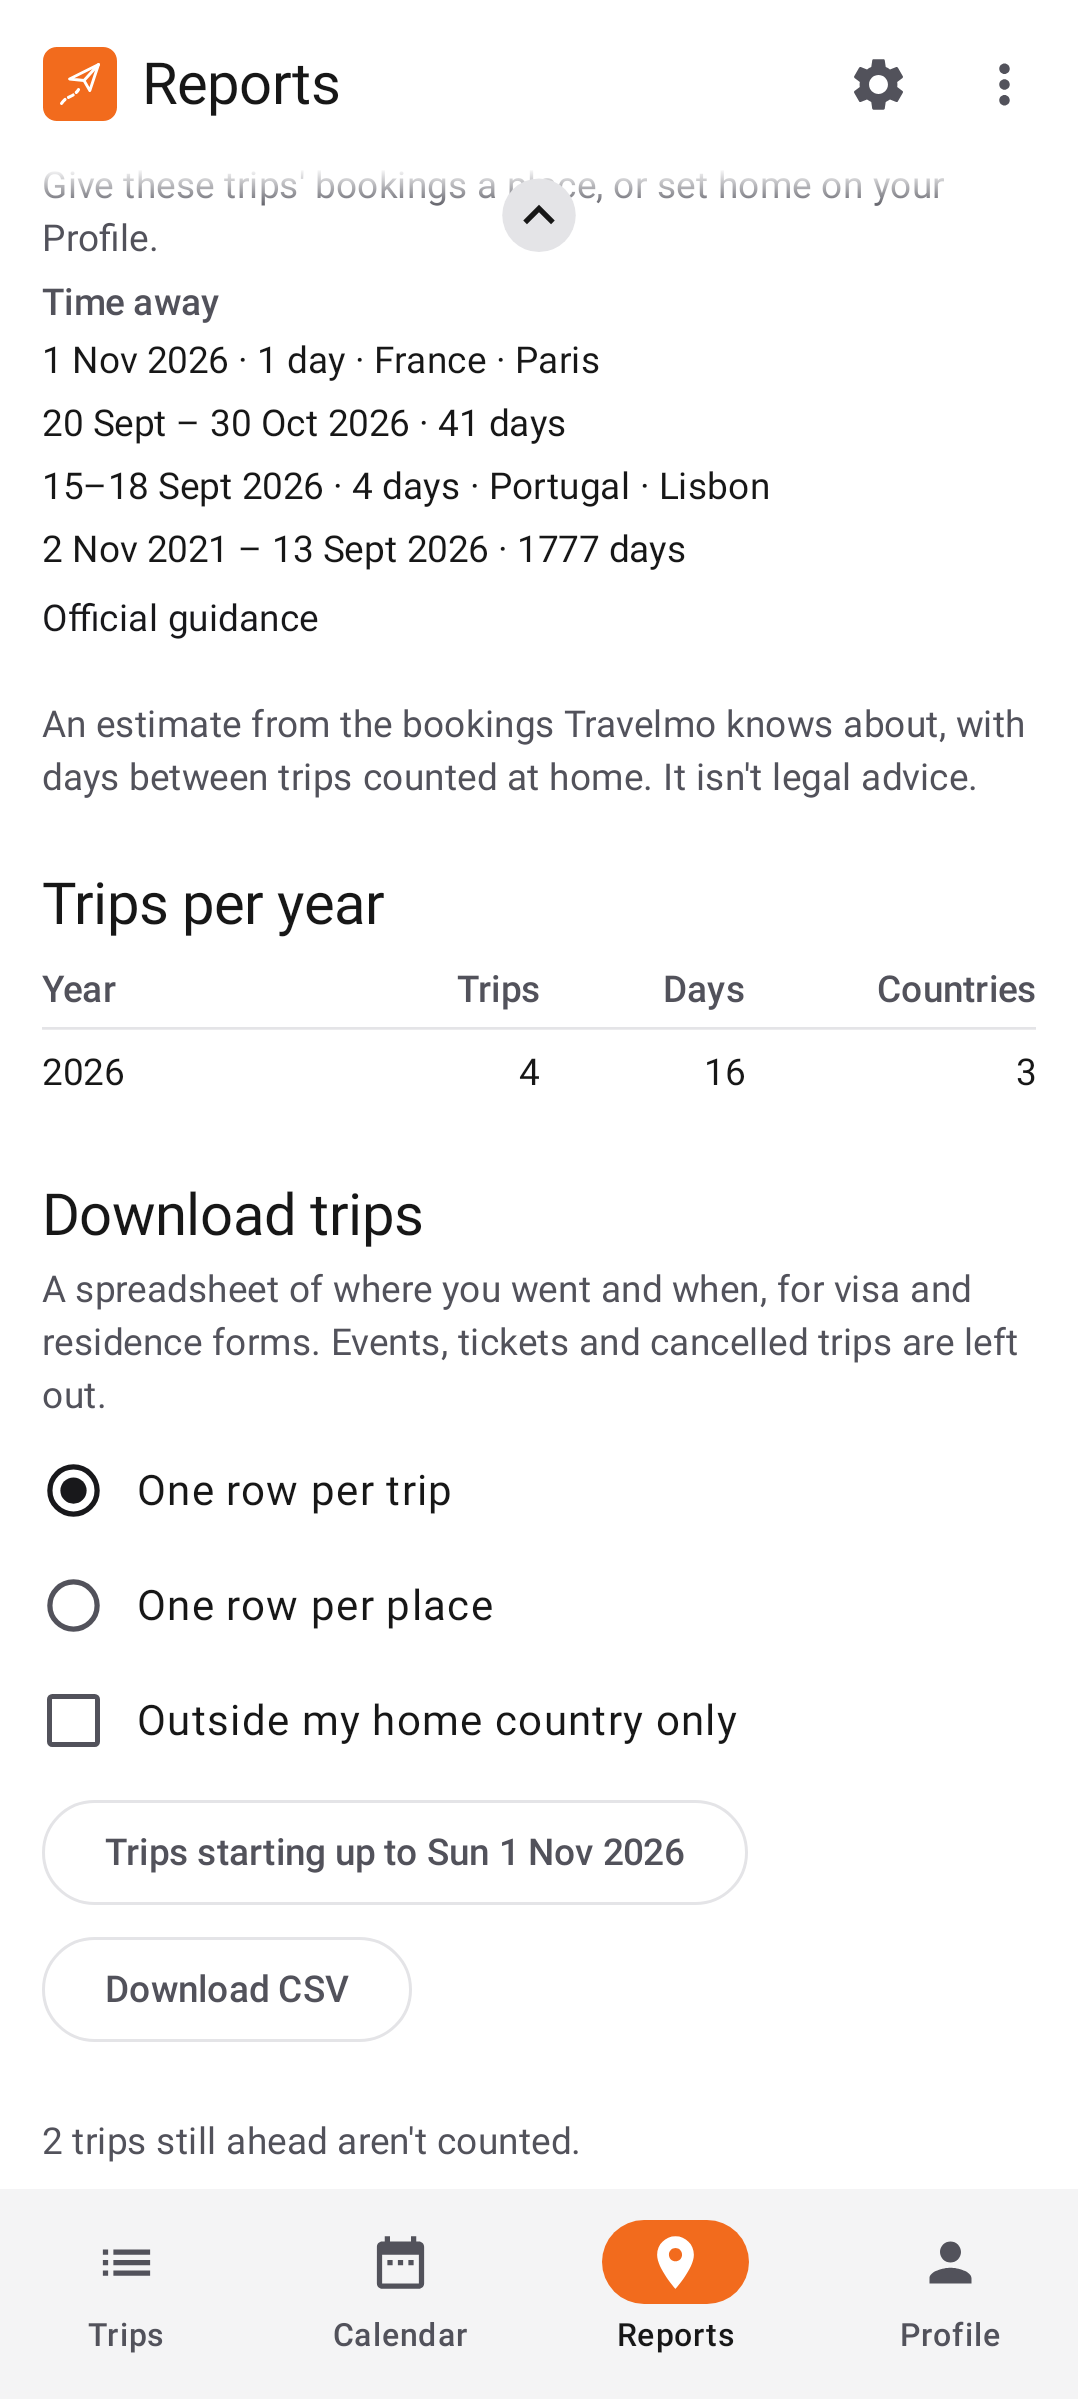 Reports
Give these trips' bookings a place, or set home on your
Profile.
Time away
1 Nov 2026 · 1 day · France · Paris
20 Sept – 30 Oct 2026 · 41 days
15–18 Sept 2026 · 4 days · Portugal · Lisbon
2 Nov 2021 – 13 Sept 2026 · 1777 days
Official guidance
An estimate from the bookings Travelmo knows about, with
days between trips counted at home. It isn't legal advice.
Trips per year
Year Trips Days Countries
2026 4 16 3
Download trips
A spreadsheet of where you went and when, for visa and
residence forms. Events, tickets and cancelled trips are left
out.
One row per trip
One row per place
Outside my home country only
Trips starting up to Sun 1 Nov 2026
Download CSV
2 trips still ahead aren't counted.
Trips Calendar Reports Profile